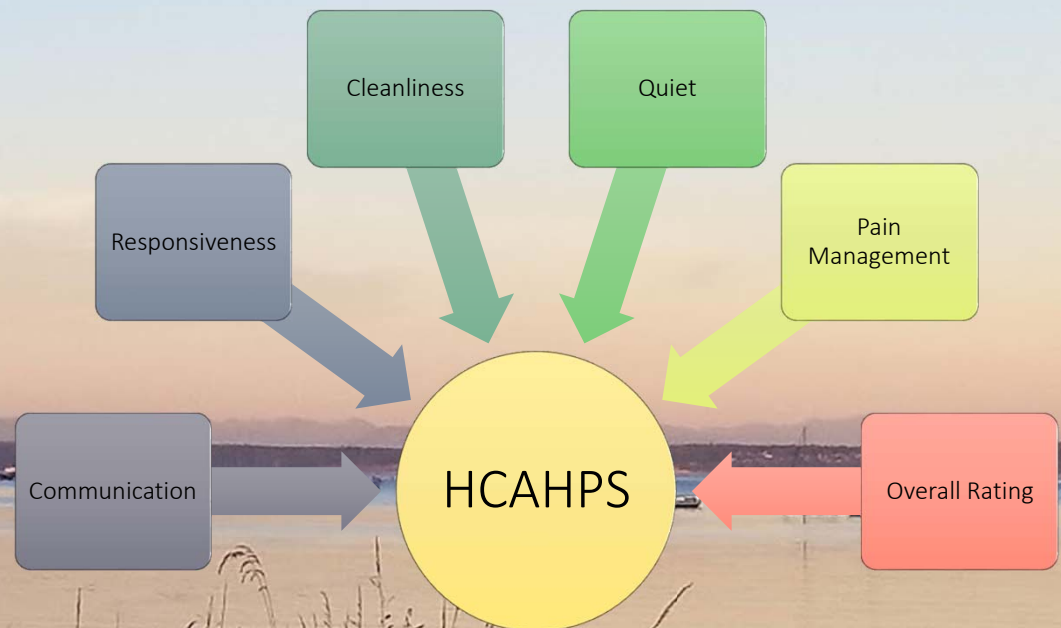 Cleanliness
Quiet
Responsiveness
Pain
Management
Communication
HCAHPS
Overall Rating